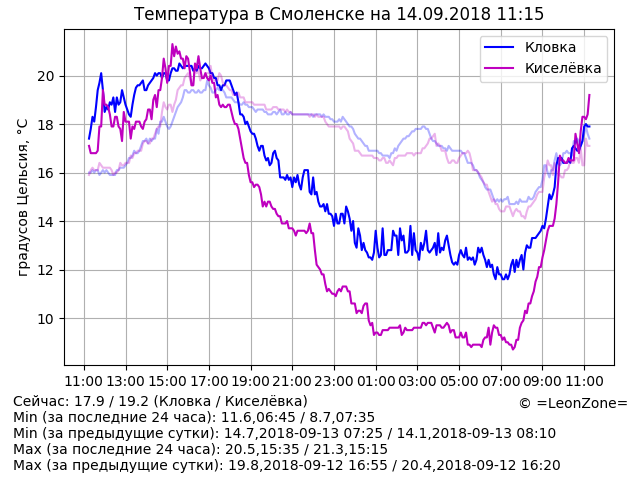 Температура в Смоленске на 14.09.2018 11:15
Кловка
Киселёвка
градусов Цельсия, °C
20
18
16
14
12
10
11:00 13:00 15:00 17:00 19:00 21:00 23:00 01:00 03:00 05:00 07:00 09:00 11:00
Сейчас: 17.9 / 19.2 (Кловка / Киселёвка)
© =LeonZone=
Min (за последние 24 часа): 11.6,06:45 / 8.7,07:35
Min (за предыдущие сутки): 14.7,2018-09-13 07:25 / 14.1,2018-09-13 08:10
Max (за последние 24 часа): 20.5,15:35 / 21.3,15:15
Max (за предыдущие сутки): 19.8,2018-09-12 16:55 / 20.4,2018-09-12 16:20